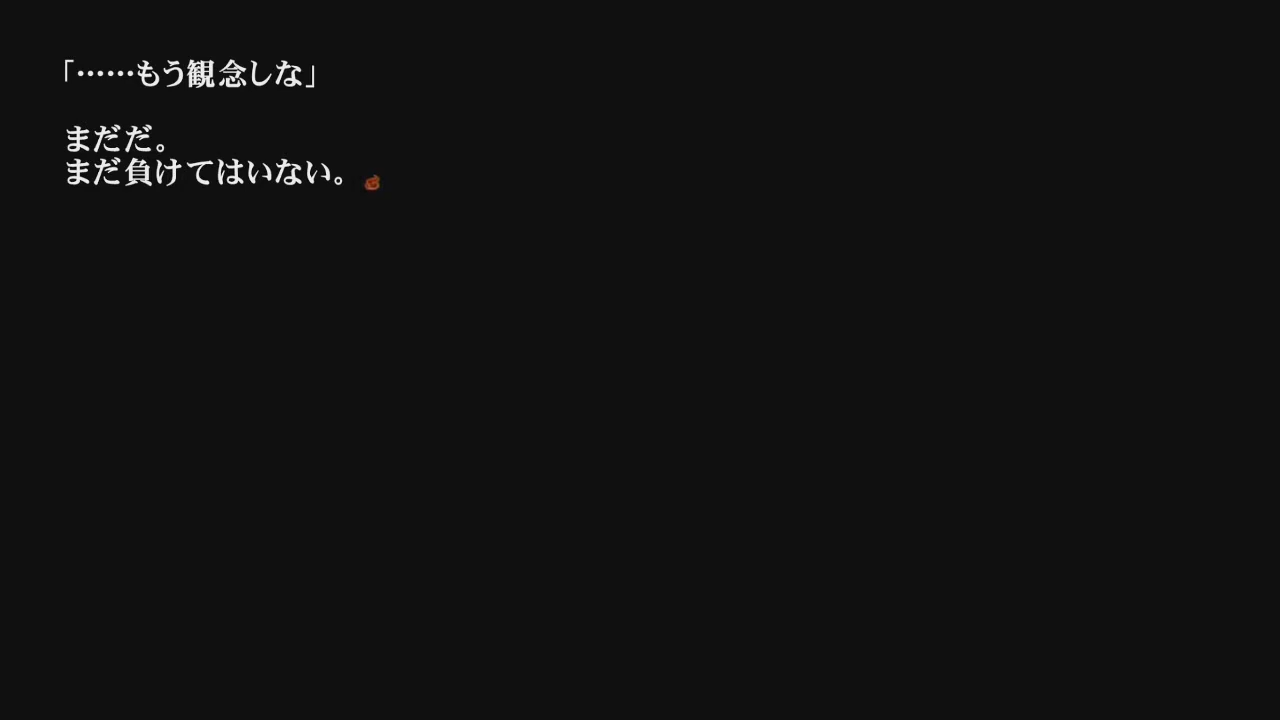 「……もう観念しな」
まだだ。
まだ負けてはいない。